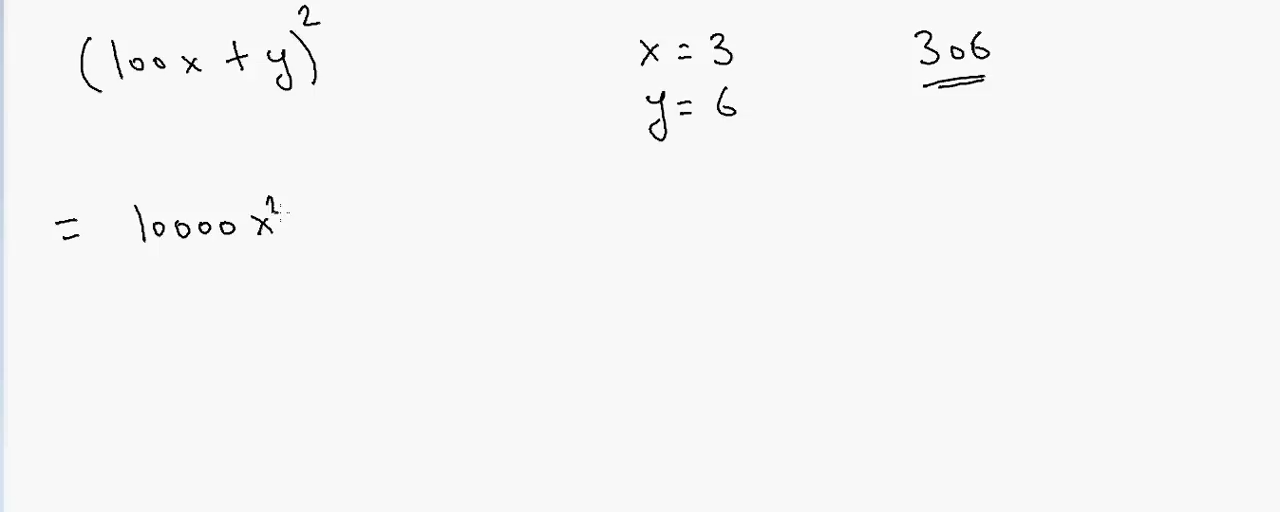 (100x + y)² x = 3 306
y = 6
= 10000x²